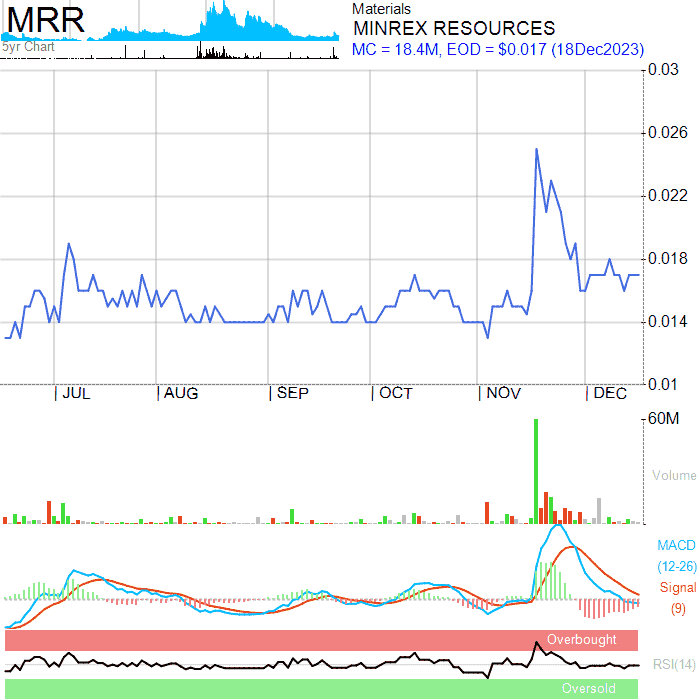 MRR
Materials
MINREX RESOURCES
5yr Chart
MC = 18.4M, EOD = $0.017 (18Dec2023)
0.03
0.026
0.022
0.018
0.014
0.01
JUL
AUG
SEP
OCT
NOV
DEC
60M
Volume
MACD
(12-26)
Signal
(9)
Overbought
RSI(14)
Oversold